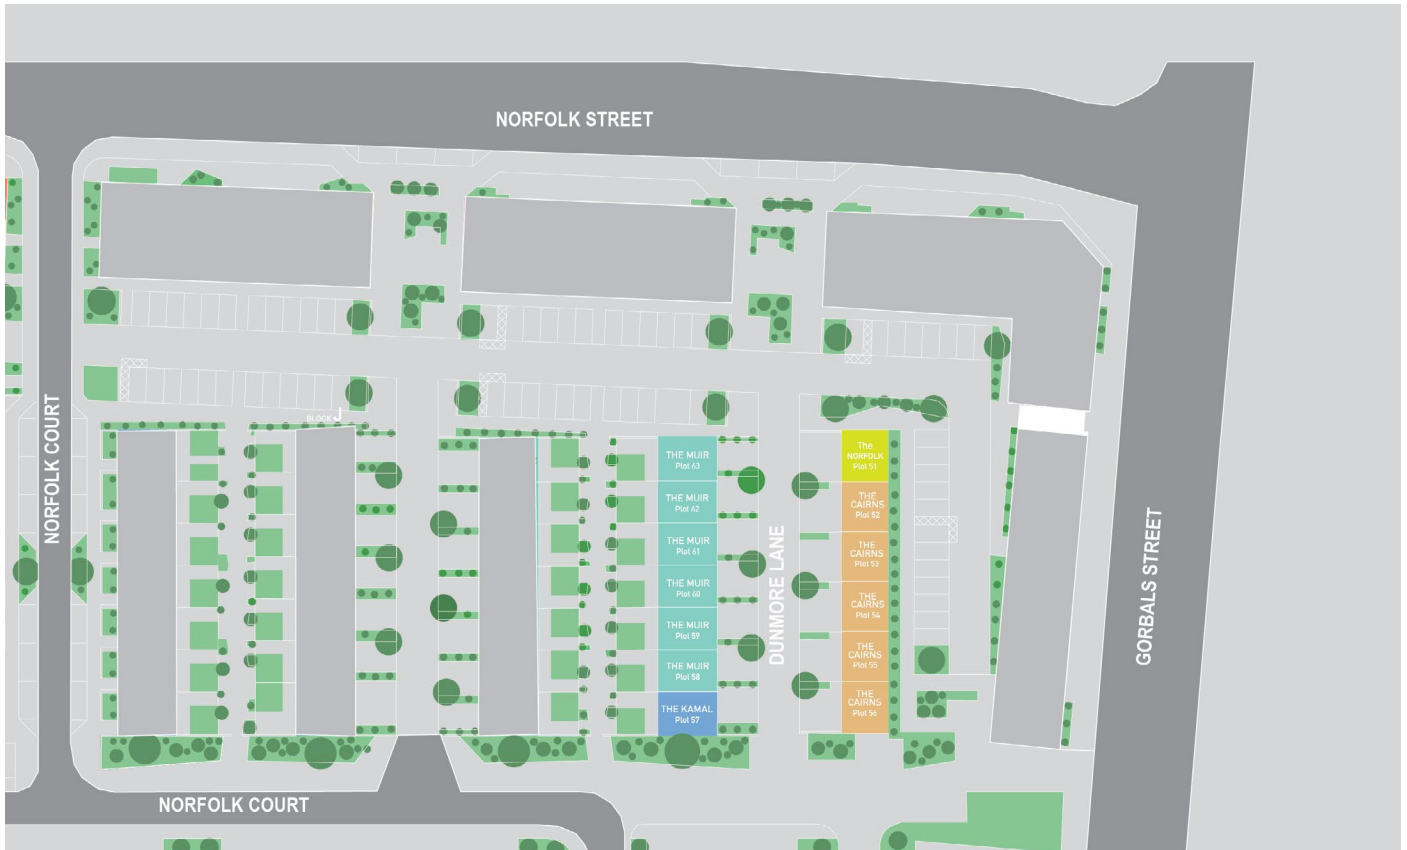 NORFOLK STREET
NORFOLK COURT
BLOCK J
THE MUIR
Plot 63
THE MUIR
Plot 62
THE MUIR
Plot 61
THE MUIR
Plot 60
THE MUIR
Plot 59
THE MUIR
Plot 58
THE KAMAL
Plot 57
DUNMORE LANE
The
NORFOLK
Plot 51
THE
CAIRNS
Plot 52
THE
CAIRNS
Plot 53
THE
CAIRNS
Plot 54
THE
CAIRNS
Plot 55
THE
CAIRNS
Plot 56
GORBALS STREET
NORFOLK COURT